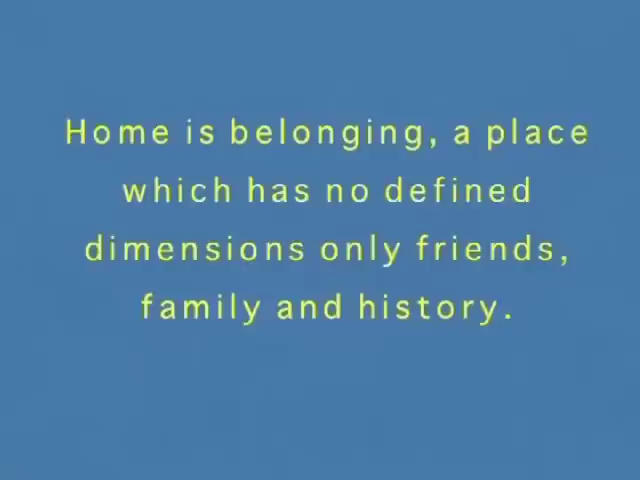 Home is belonging, a place
which has no defined
dimensions only friends,
family and history.